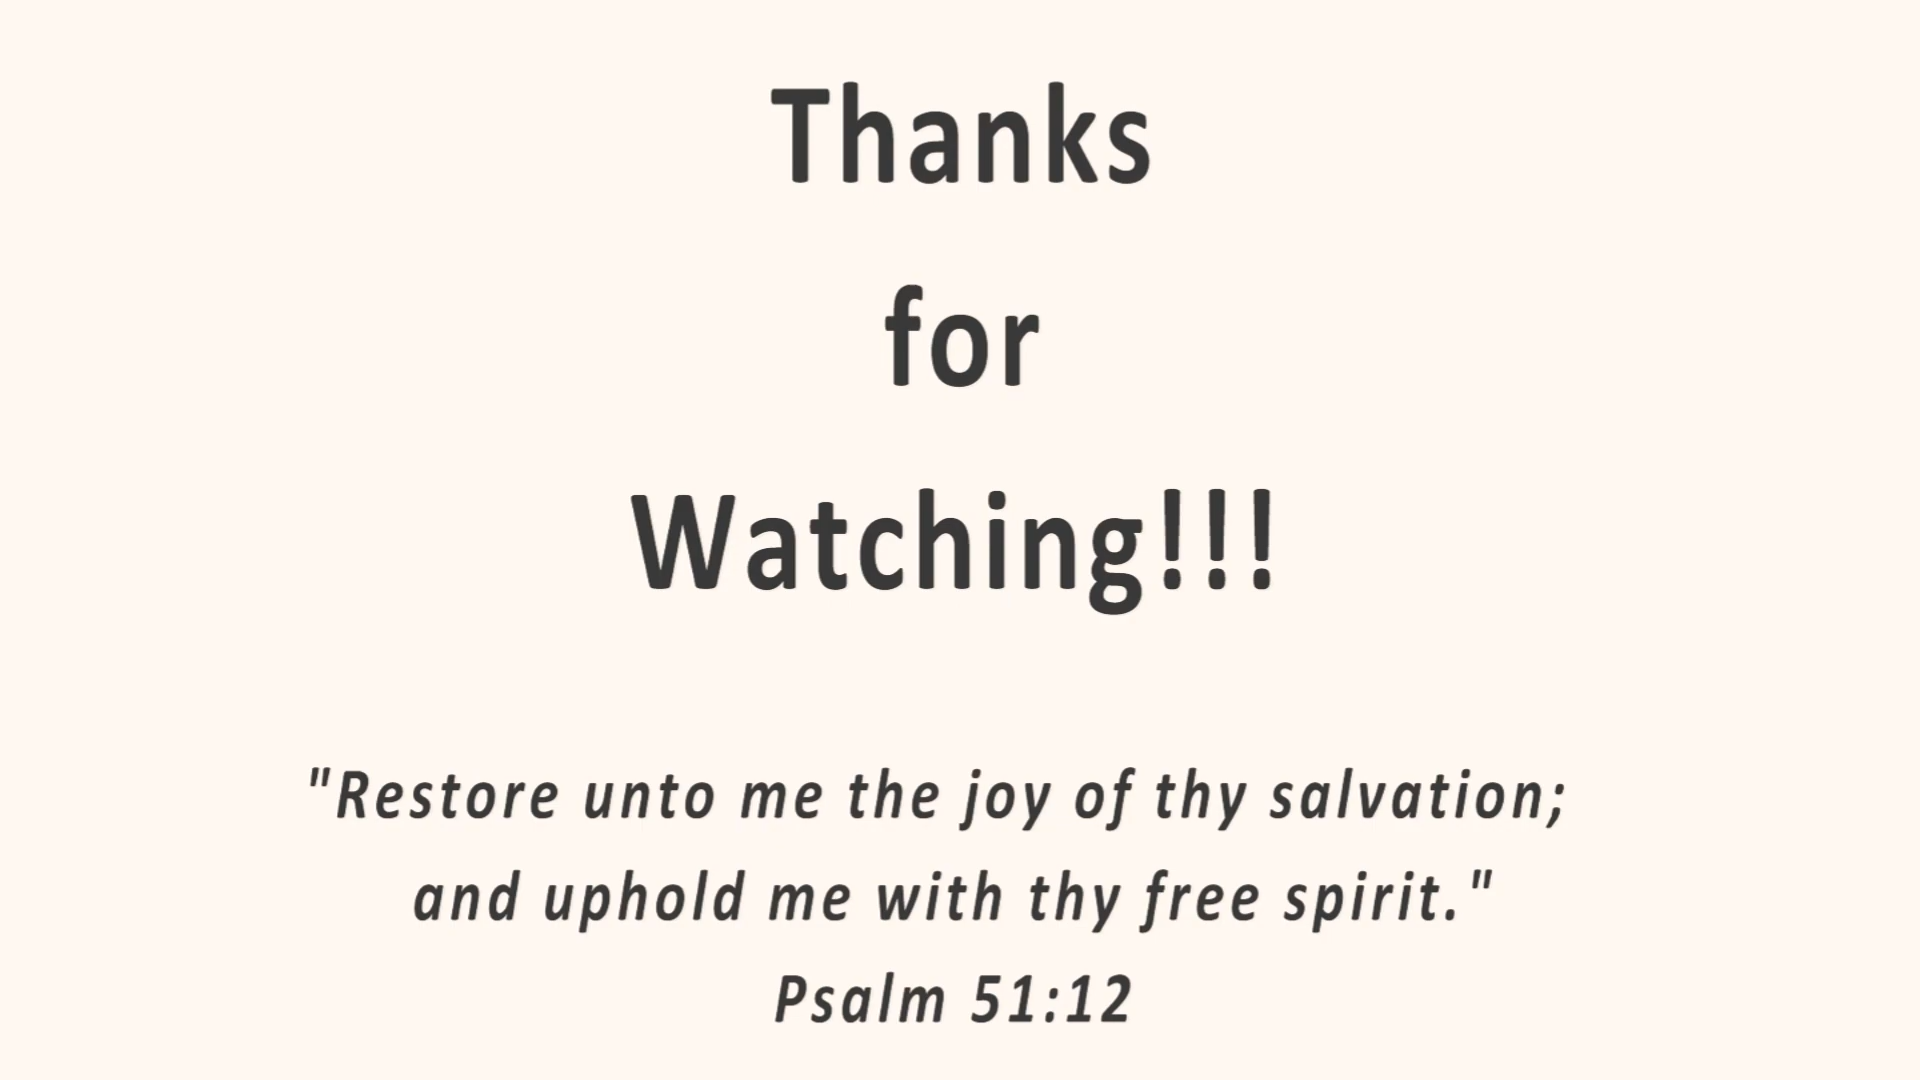 Thanks
for
Watching!!!
"Restore unto me the joy of thy salvation;
and uphold me with thy free spirit."
Psalm 51:12